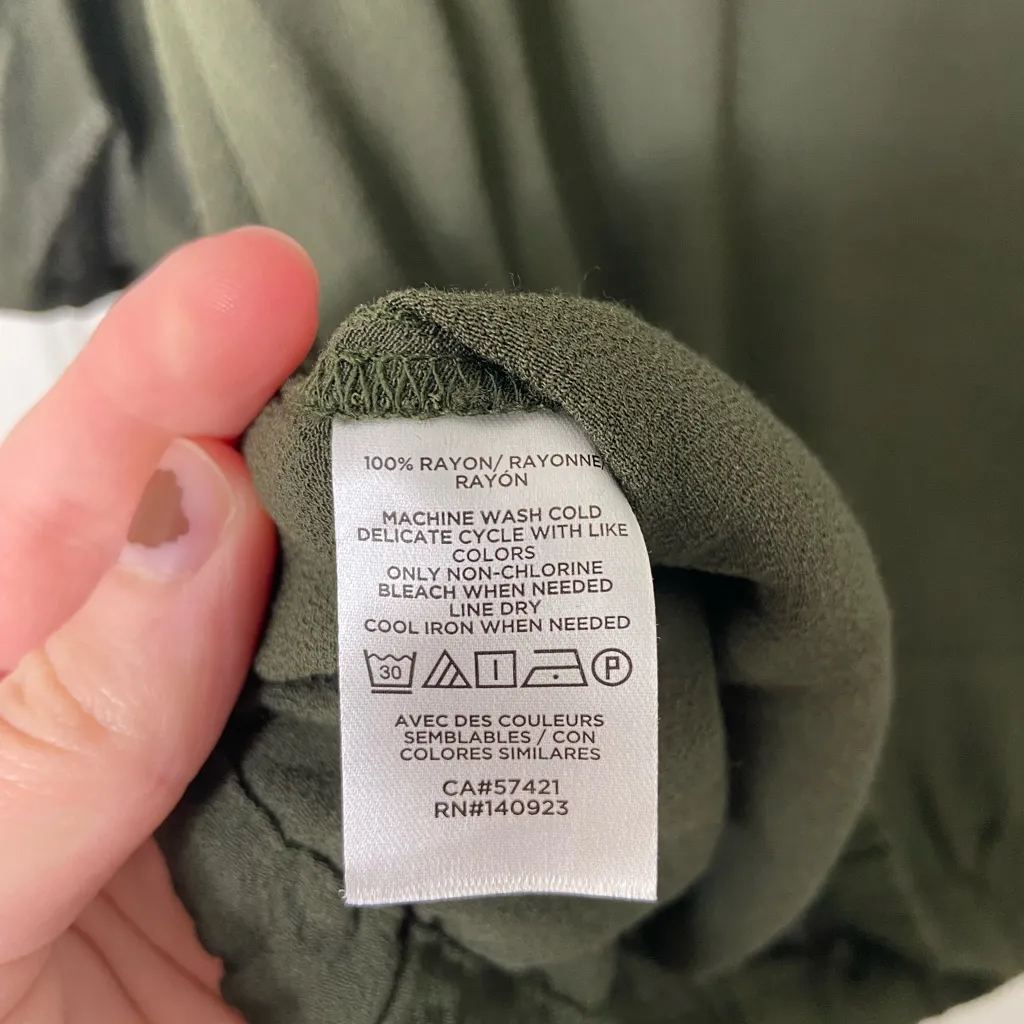 100% RAYON/ RAYONNE/
RAYÓN
MACHINE WASH COLD
DELICATE CYCLE WITH LIKE
COLORS
ONLY NON-CHLORINE
BLEACH WHEN NEEDED
LINE DRY
COOL IRON WHEN NEEDED
30 P
AVEC DES COULEURS
SEMBLABLES / CON
COLORES SIMILARES
CA#57421
RN#140923